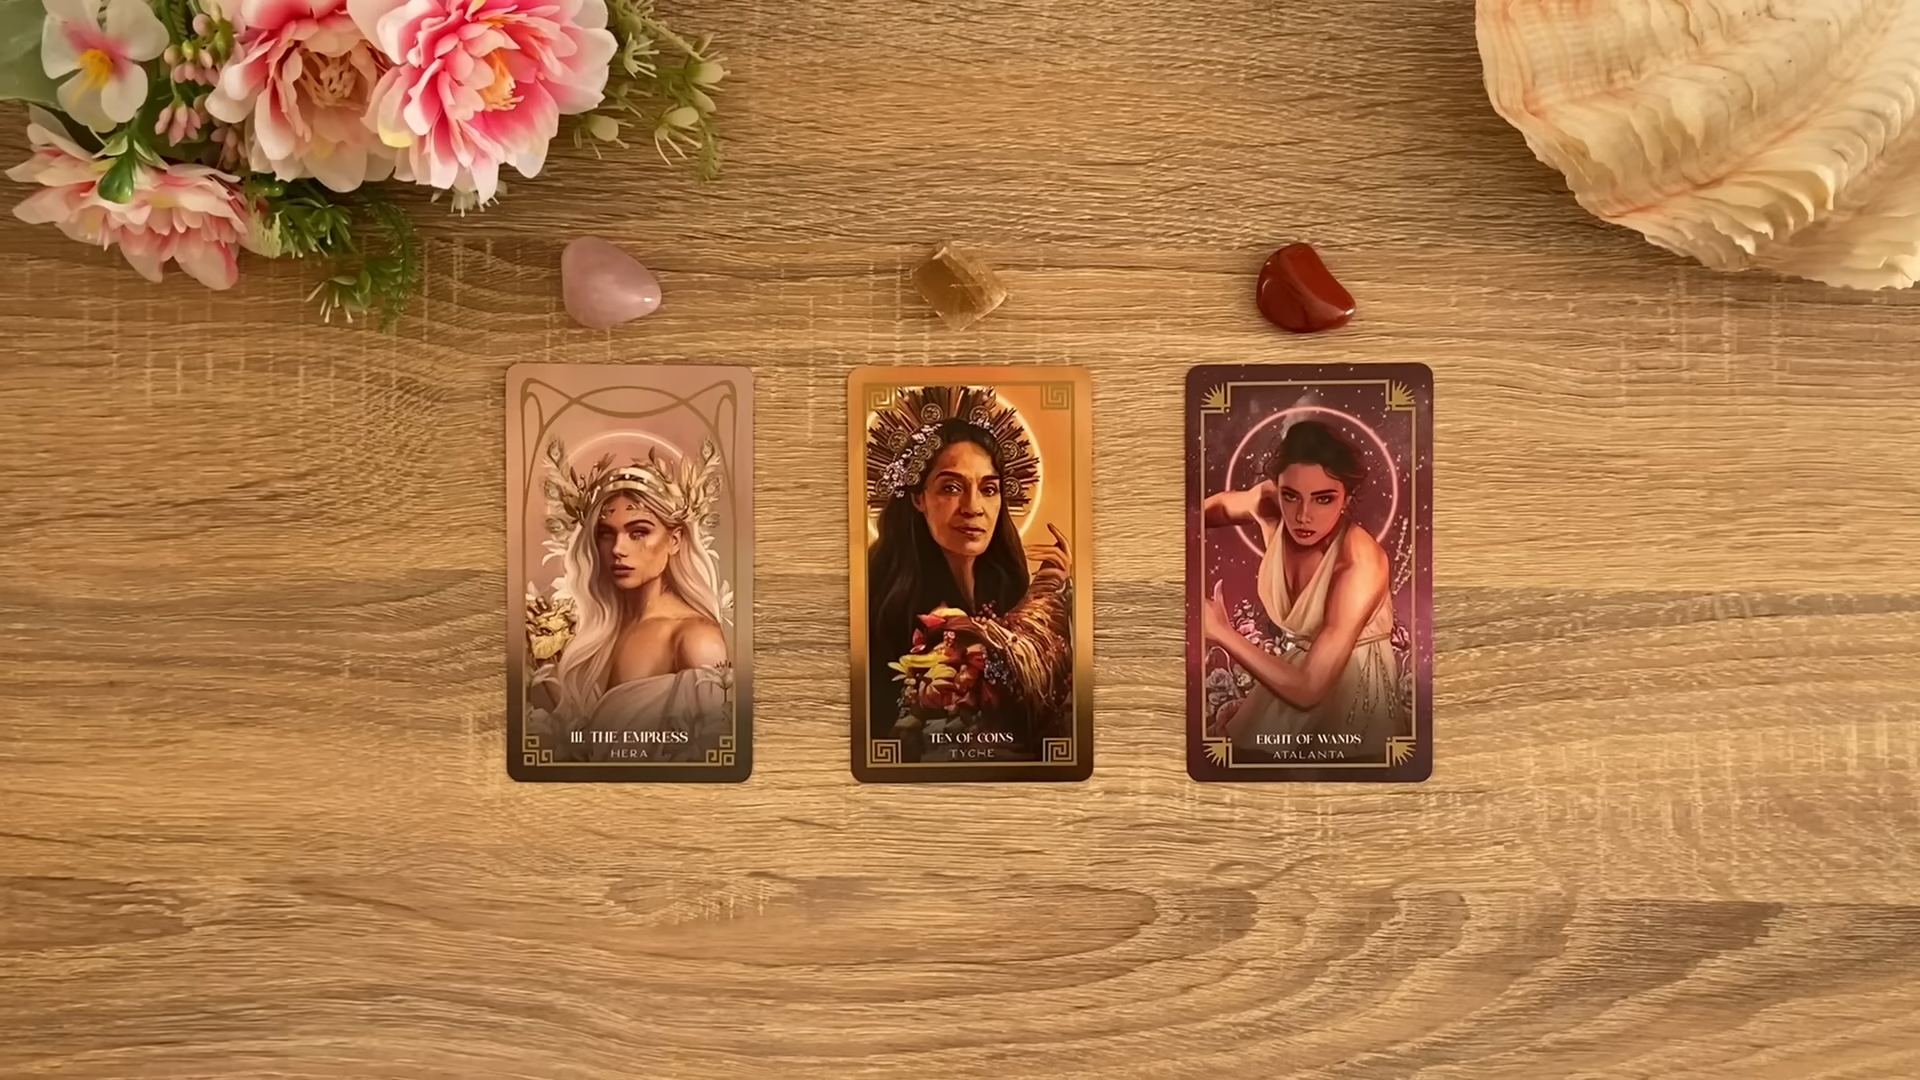 III. THE EMPRESS
HERA
TEN OF COINS
TYCHE
EIGHT OF WANDS
ATALANTA